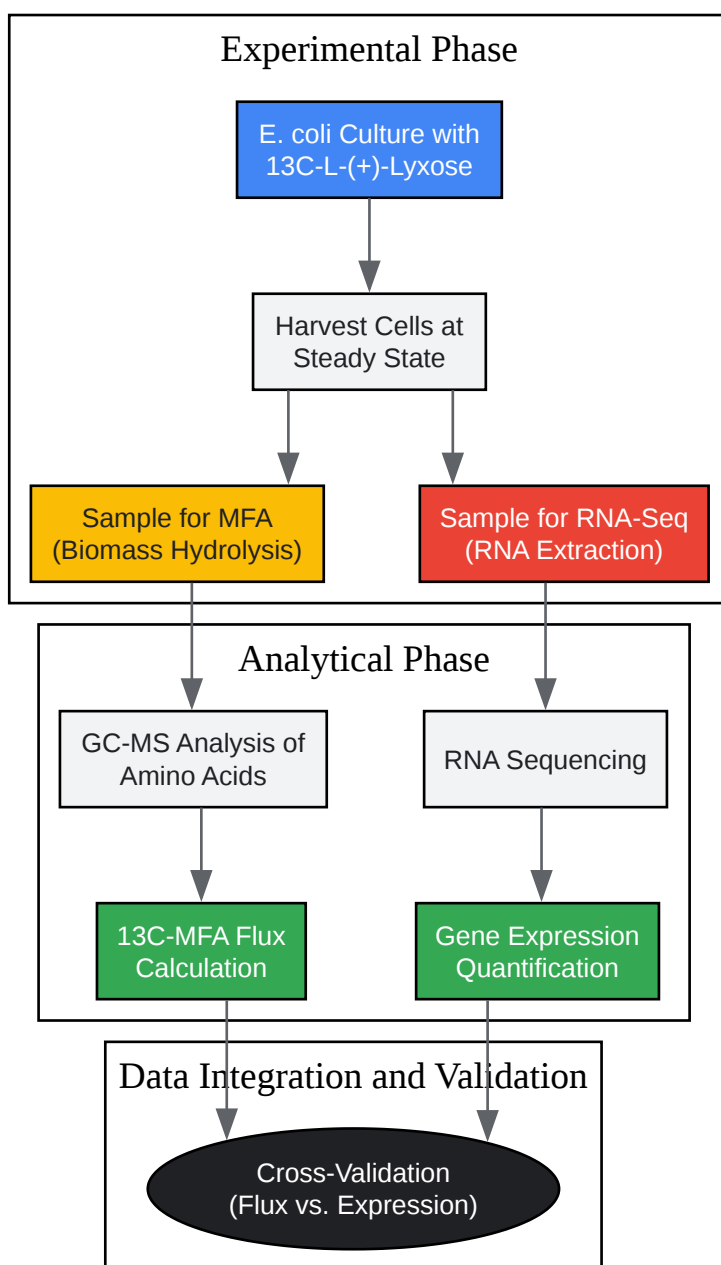 Experimental Phase
E. coli Culture with
13C-L-(+)-Lyxose
Harvest Cells at
Steady State
Sample for MFA
(Biomass Hydrolysis)
Sample for RNA-Seq
(RNA Extraction)
Analytical Phase
GC-MS Analysis of
Amino Acids
RNA Sequencing
13C-MFA Flux
Calculation
Gene Expression
Quantification
Data Integration and Validation
Cross-Validation
(Flux vs. Expression)